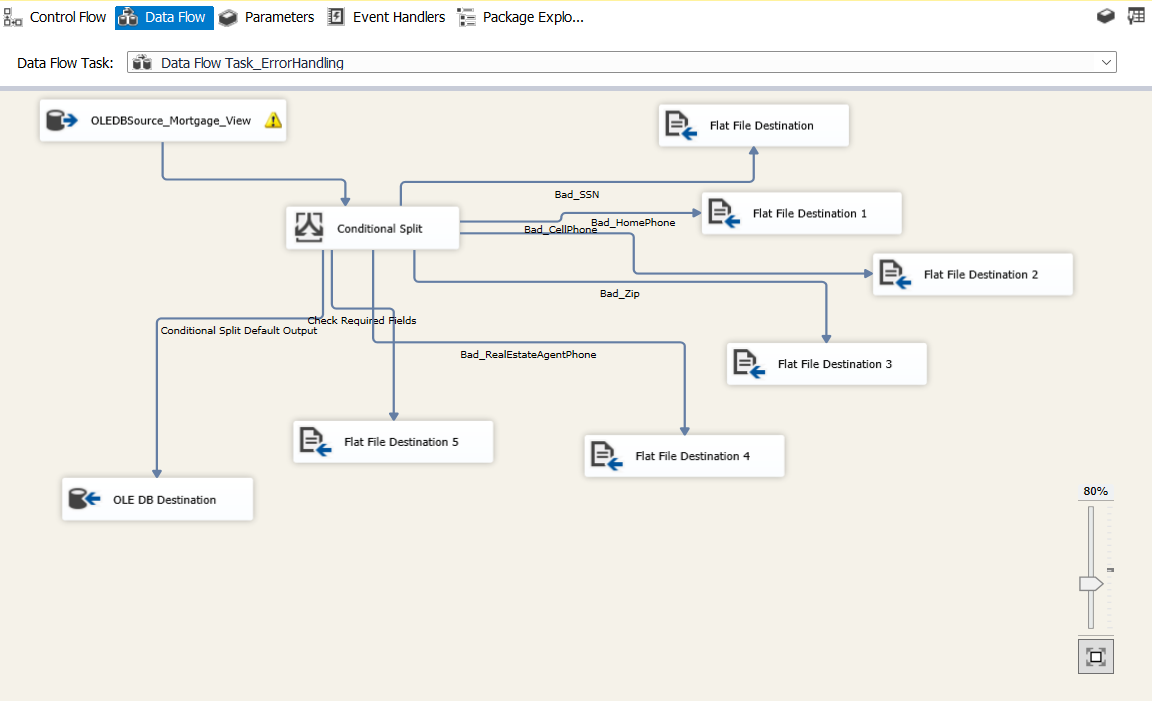 Control Flow
Data Flow
Parameters
Event Handlers
Package Explo...
Data Flow Task:
Data Flow Task_ErrorHandling
OLEDBSource_Mortgage_View
Flat File Destination
Bad_SSN
Flat File Destination 1
Bad_HomePhone
Conditional Split
Bad_CellPhone
Flat File Destination 2
Bad_Zip
Check Required Fields
Conditional Split Default Output
Bad_RealEstateAgentPhone
Flat File Destination 3
Flat File Destination 5
Flat File Destination 4
80%
OLE DB Destination